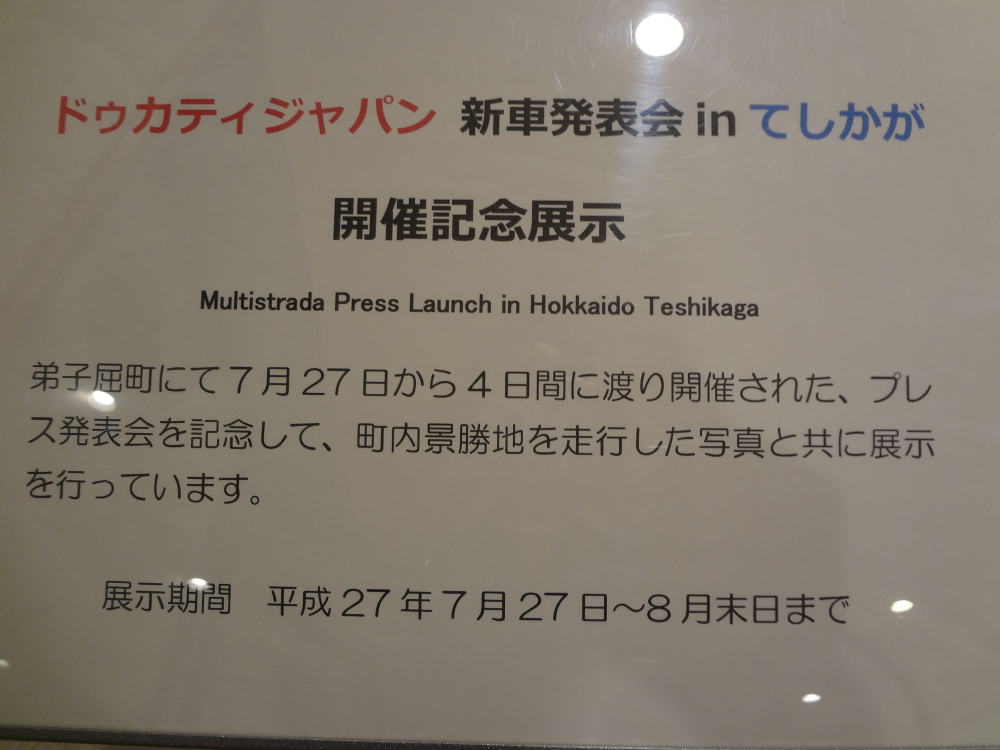 ドゥカティジャパン 新車発表会 in てしかが
開催記念展示
Multistrada Press Launch in Hokkaido Teshikaga
弟子屈町にて７月27日から４日間に渡り開催された、プレ
ス発表会を記念して、町内景勝地を走行した写真と共に展示
を行っています。
展示期間　平成27年７月27日～8月末日まで